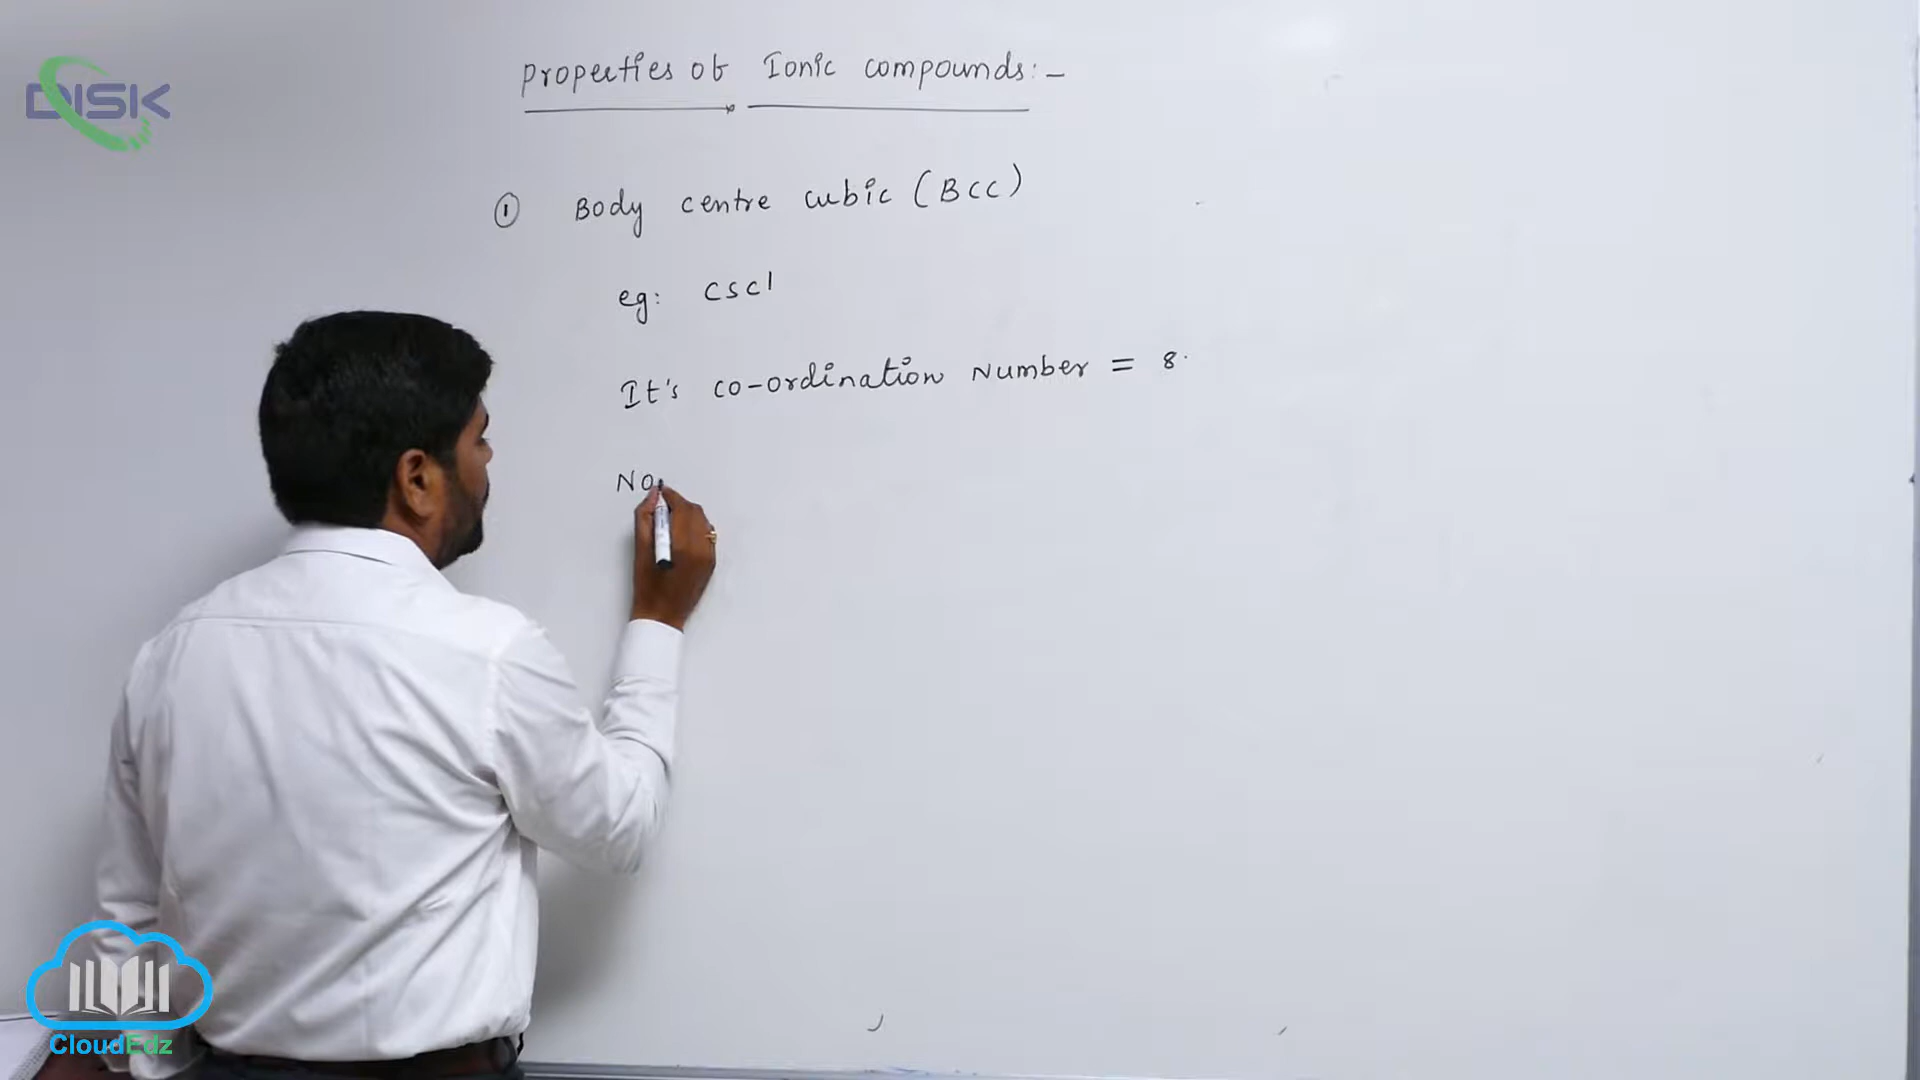 DISK
Properties of Ionic compounds:-
① Body centre cubic (BCC)
eg: CsCl
It's co-ordination Number = 8.
No.
CloudEdz